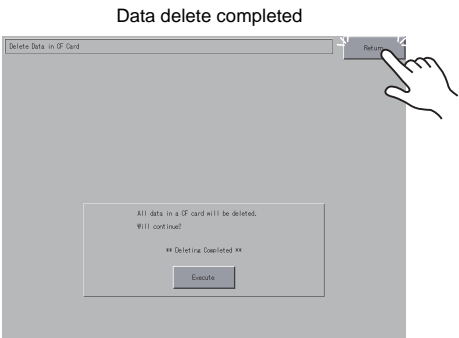 Data delete completed
Delete Data in CF Card
Return
All data in a CF card will be deleted.
Will continue?
** Deleting Completed **
Execute